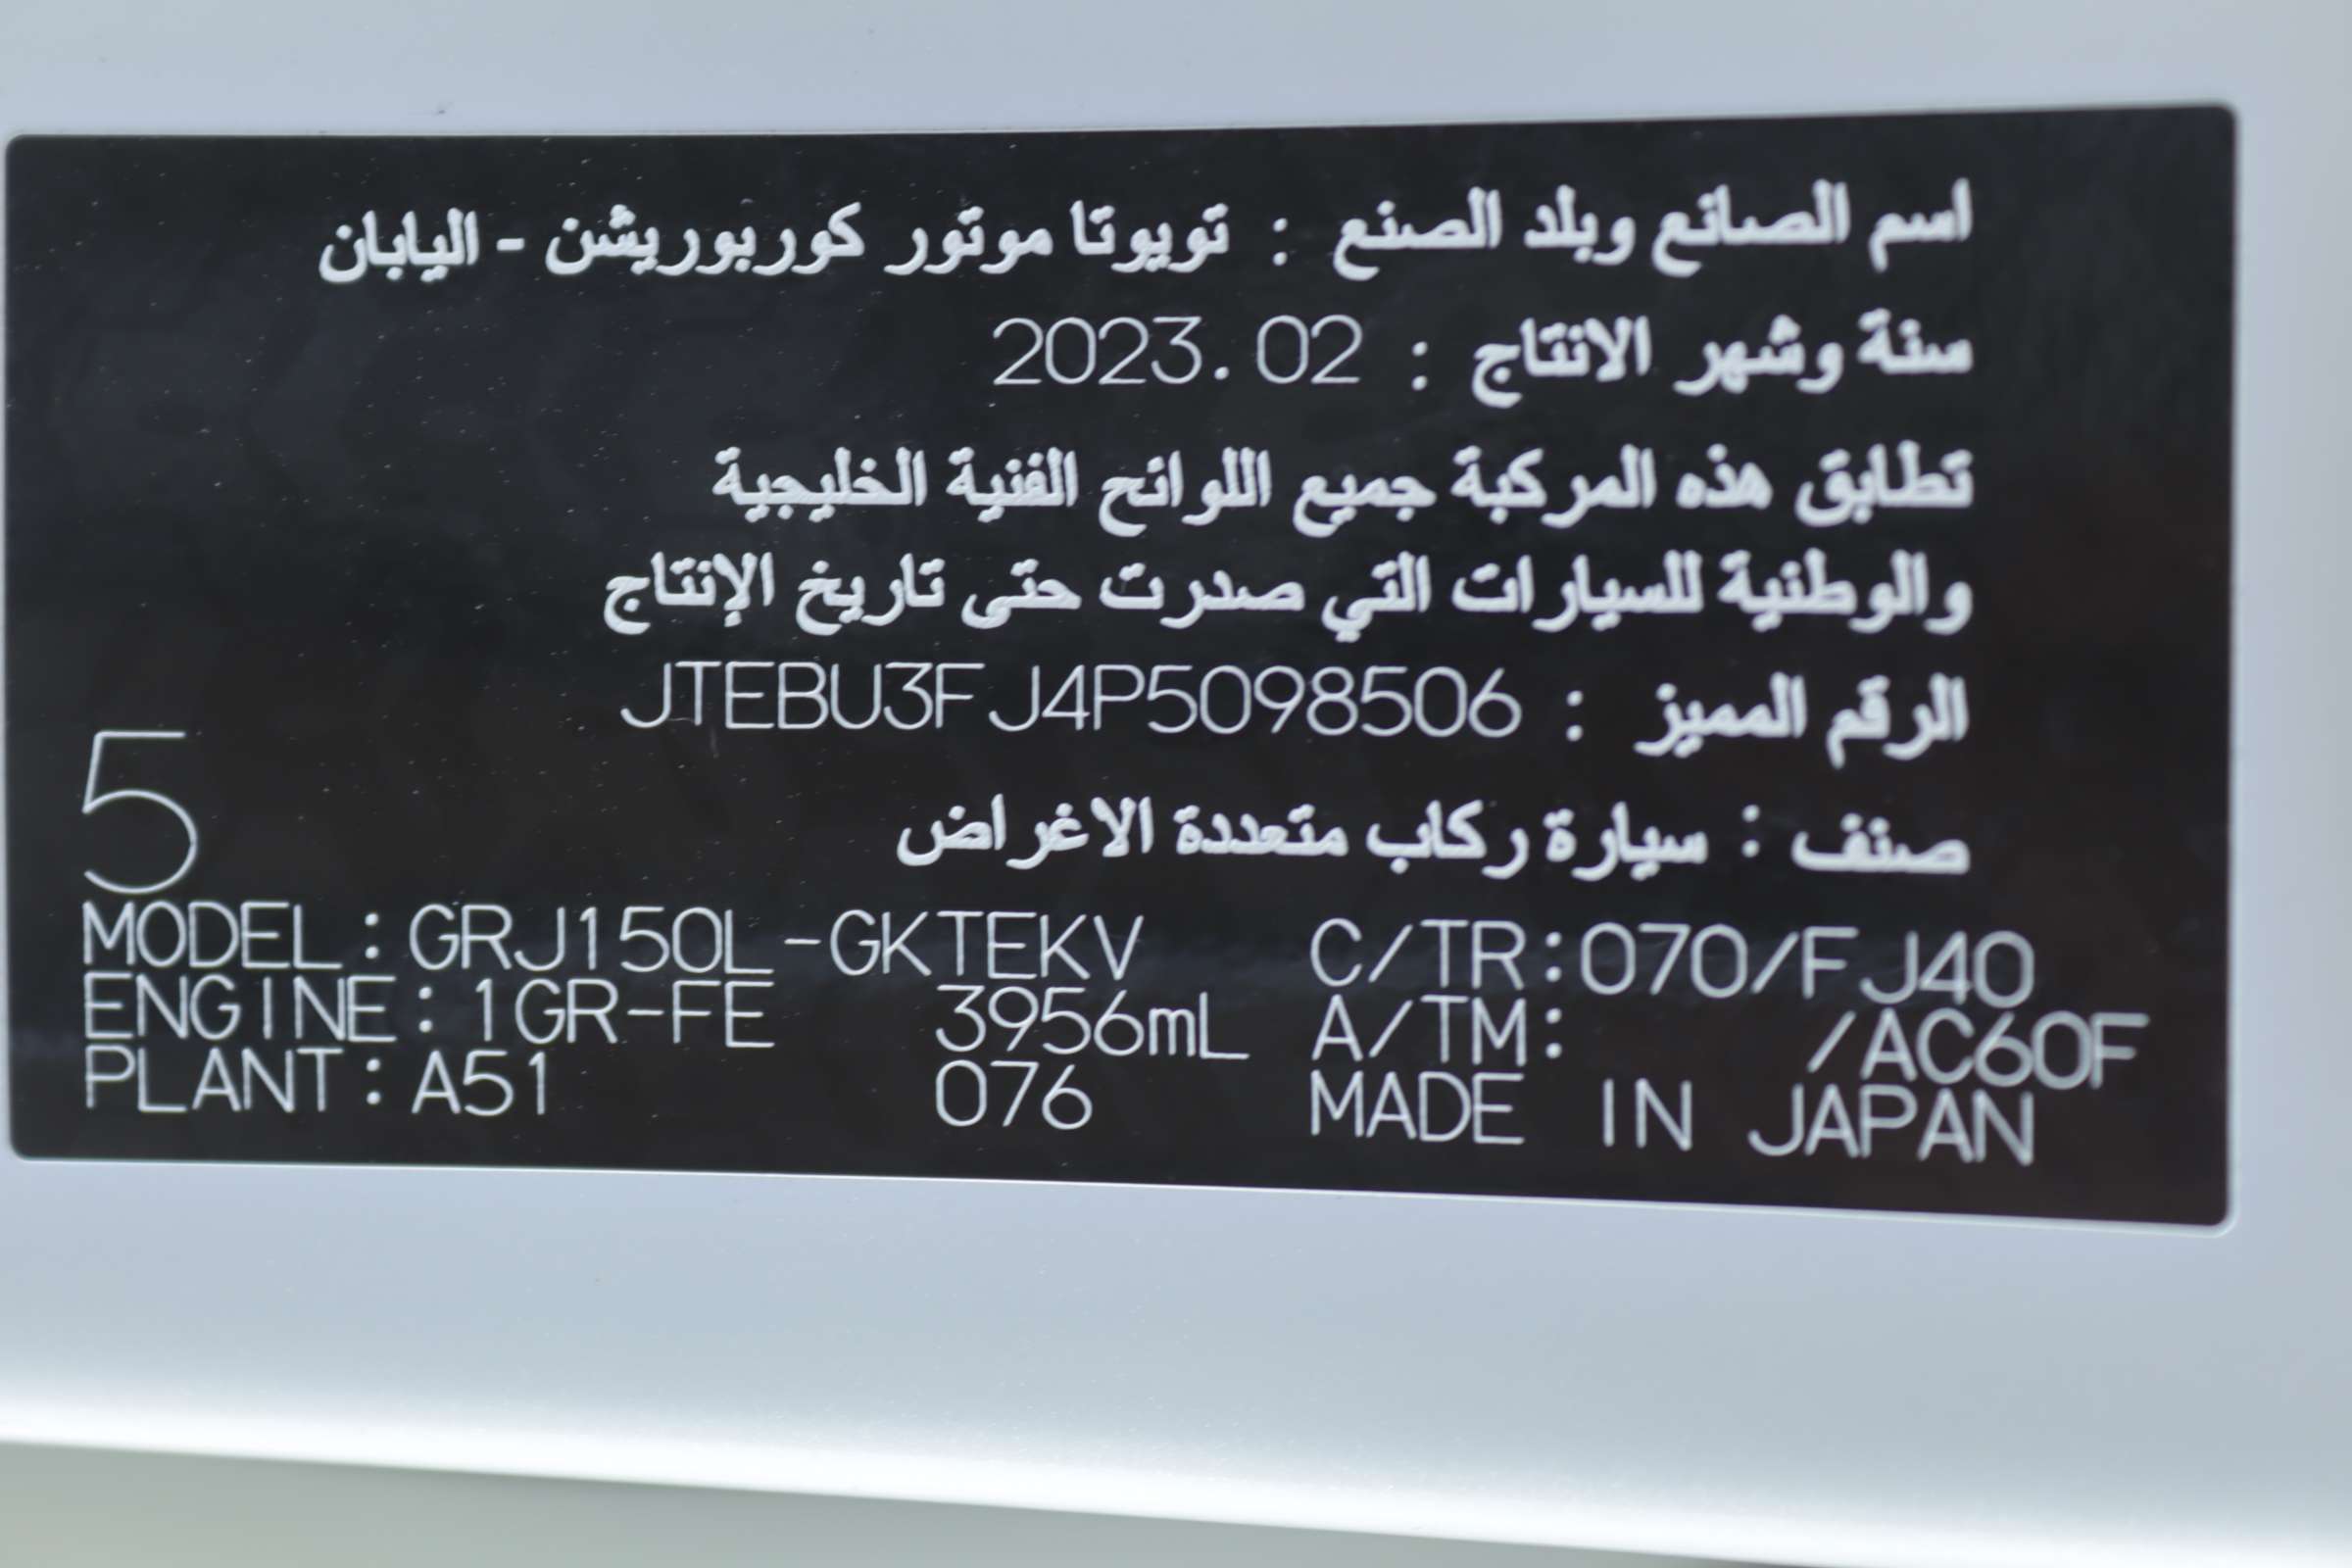 اسم الصانع وبلد الصنع : تويوتا موتور كوربوريشن - اليابان
سنة وشهر الانتاج : 2023.02
تطابق هذه المركبة جميع اللوائح الفنية الخليجية
والوطنية للسيارات التي صدرت حتى تاريخ الإنتاج
الرقم المميز : JTEBU3FJ4P5098506
صنف : سيارة ركاب متعددة الاغراض
5
MODEL:GRJ150L-GKTEKV C/TR:070/FJ40
ENGINE:1GR-FE 3956mL A/TM: /AC60F
PLANT:A51 076 MADE IN JAPAN